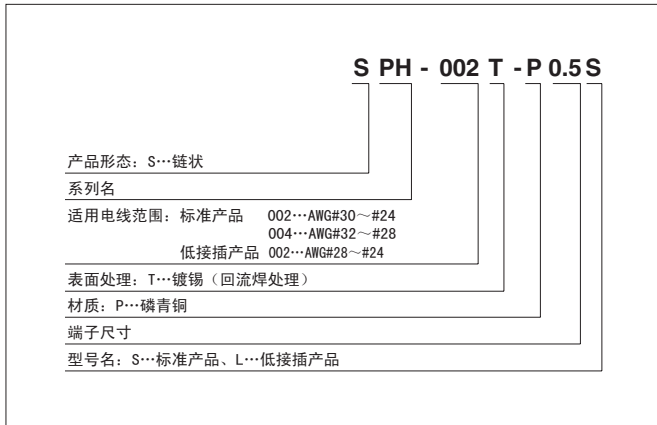 S PH - 002 T - P 0.5 S
产品形态：S…链状
系列名
适用电线范围：标准产品 002…AWG#30～#24
004…AWG#32～#28
低接插产品 002…AWG#28～#24
表面处理：T…镀锡（回流焊处理）
材质：P…磷青铜
端子尺寸
型号名：S…标准产品、L…低接插产品